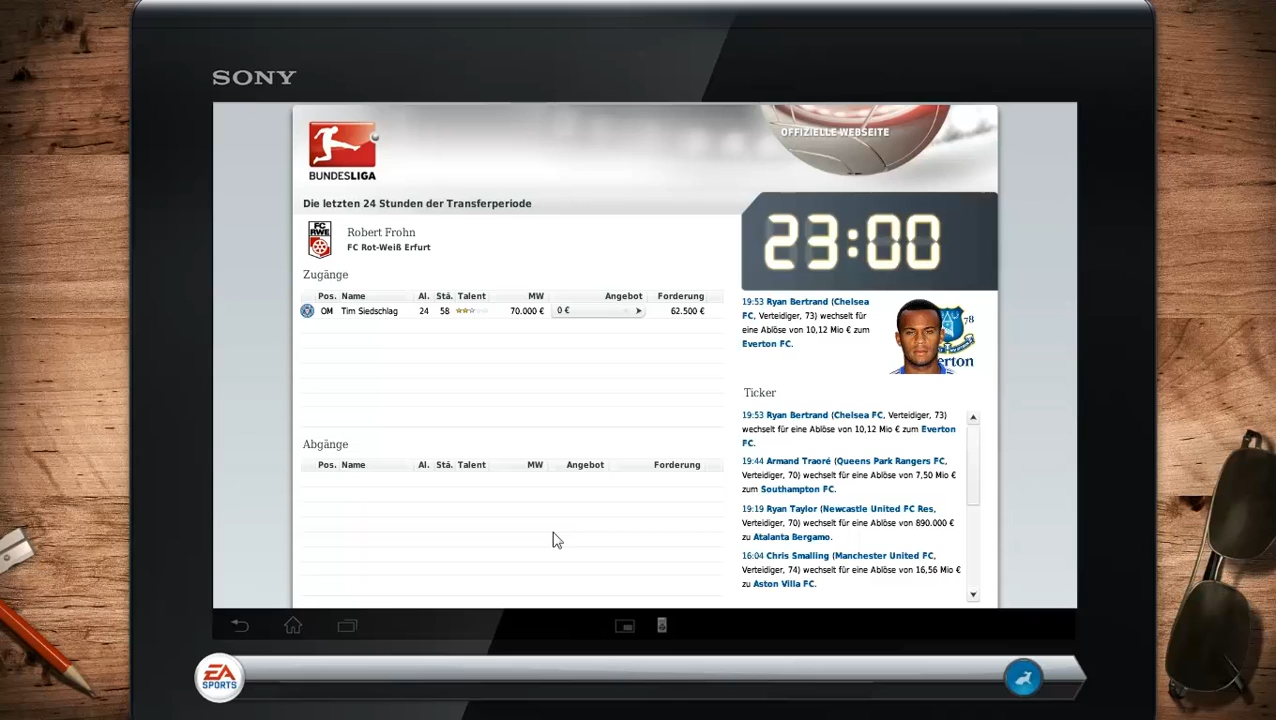 SONY
BUNDESLIGA
OFFIZIELLE WEBSEITE
Die letzten 24 Stunden der Transferperiode
FC
RWE
Robert Frohn
FC Rot-Weiß Erfurt
23:00
Zugänge
Pos. Name Al. Stä. Talent MW Angebot Forderung
OM Tim Siedschlag 24 58 70.000 € 0 € 62.500 €
19:53 Ryan Bertrand (Chelsea
FC, Verteidiger, 73) wechselt für
eine Ablöse von 10,12 Mio € zum
Everton FC.
78
erton
Ticker
19:53 Ryan Bertrand (Chelsea FC, Verteidiger, 73)
wechselt für eine Ablöse von 10,12 Mio € zum Everton
FC.
19:44 Armand Traoré (Queens Park Rangers FC,
Verteidiger, 70) wechselt für eine Ablöse von 7,50 Mio €
zum Southampton FC.
19:19 Ryan Taylor (Newcastle United FC Res,
Verteidiger, 70) wechselt für eine Ablöse von 890.000 €
zu Atalanta Bergamo.
16:04 Chris Smalling (Manchester United FC,
Verteidiger, 74) wechselt für eine Ablöse von 16,56 Mio €
zu Aston Villa FC.
Abgänge
Pos. Name Al. Stä. Talent MW Angebot Forderung
EA
SPORTS